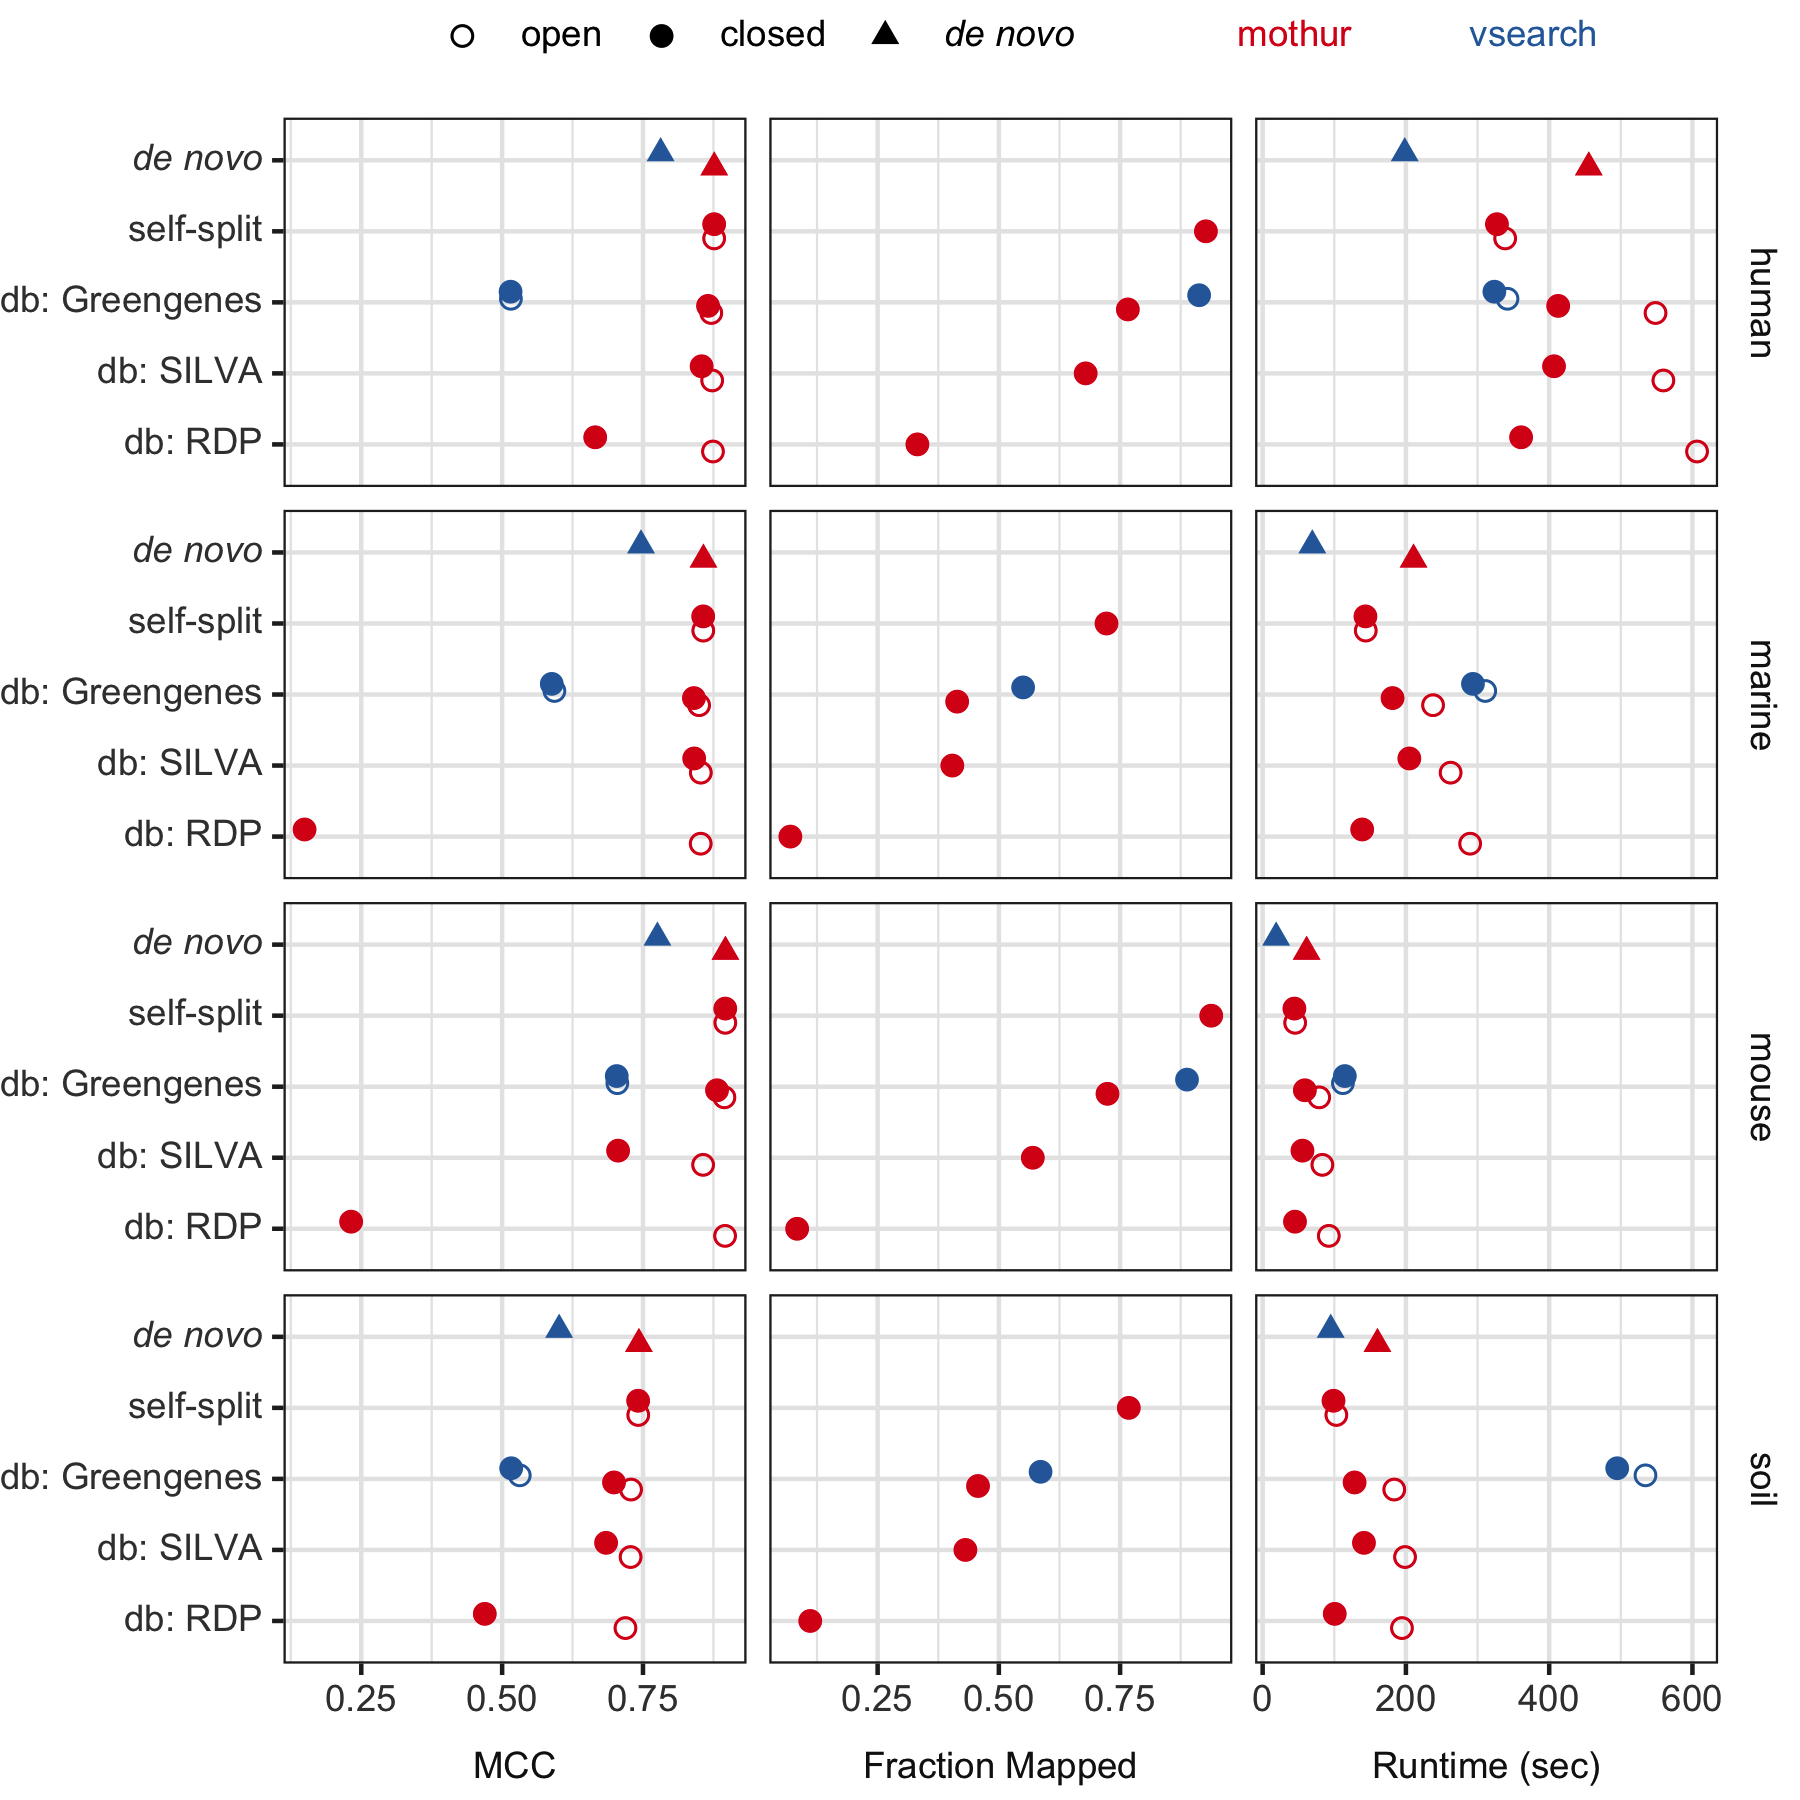 open closed de novo mothur vsearch
de novo
self-split
db: Greengenes
db: SILVA
db: RDP
human
de novo
self-split
db: Greengenes
db: SILVA
db: RDP
marine
de novo
self-split
db: Greengenes
db: SILVA
db: RDP
mouse
de novo
self-split
db: Greengenes
db: SILVA
db: RDP
soil
0.25 0.50 0.75 0.25 0.50 0.75 0 200 400 600
MCC Fraction Mapped Runtime (sec)